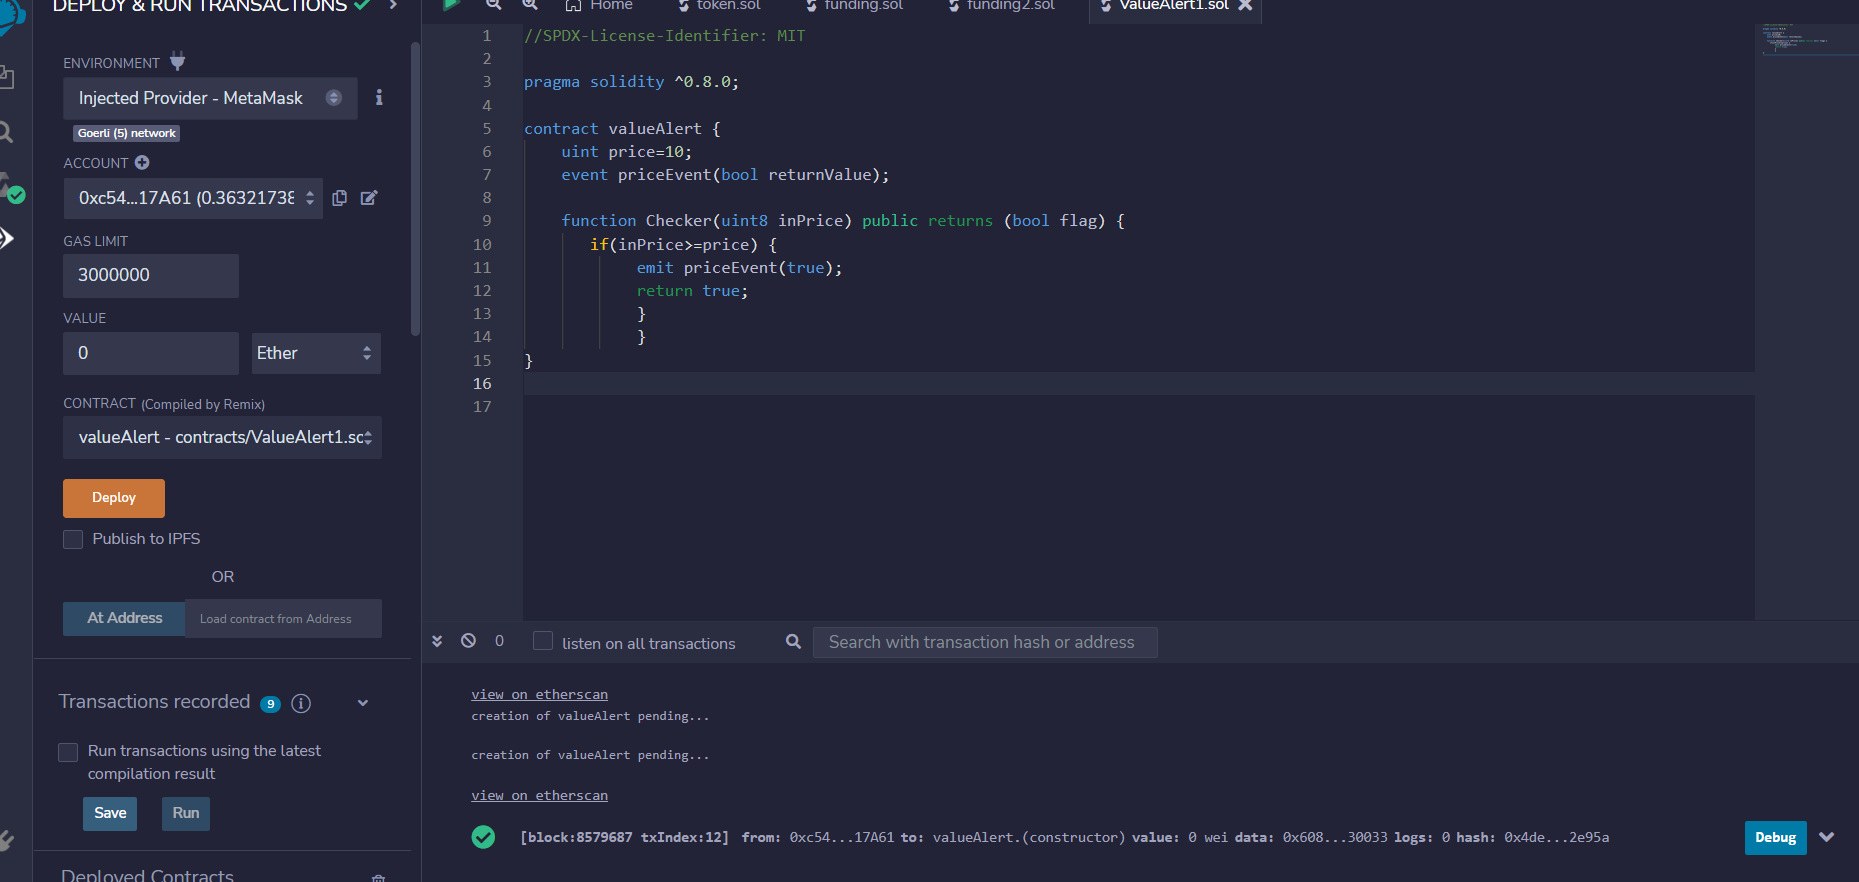 DEPLOY & RUN TRANSACTIONS
ENVIRONMENT
Injected Provider - MetaMask
Goerli (5) network
ACCOUNT
0xc54...17A61 (0.36321738
GAS LIMIT
3000000
VALUE
0
Ether
CONTRACT (Compiled by Remix)
valueAlert - contracts/ValueAlert1.sc
Deploy
Publish to IPFS
OR
At Address
Load contract from Address
Transactions recorded 9
Run transactions using the latest
compilation result
Save
Run
Deployed Contracts
Home
token.sol
funding.sol
funding2.sol
ValueAlert1.sol
1 //SPDX-License-Identifier: MIT
2
3 pragma solidity ^0.8.0;
4
5 contract valueAlert {
6 uint price=10;
7 event priceEvent(bool returnValue);
8
9 function Checker(uint8 inPrice) public returns (bool flag) {
10 if(inPrice>=price) {
11 emit priceEvent(true);
12 return true;
13 }
14 }
15 }
16
17
0
listen on all transactions
Search with transaction hash or address
view on etherscan
creation of valueAlert pending...
creation of valueAlert pending...
view on etherscan
[block:8579687 txIndex:12] from: 0xc54...17A61 to: valueAlert.(constructor) value: 0 wei data: 0x608...30033 logs: 0 hash: 0x4de...2e95a
Debug